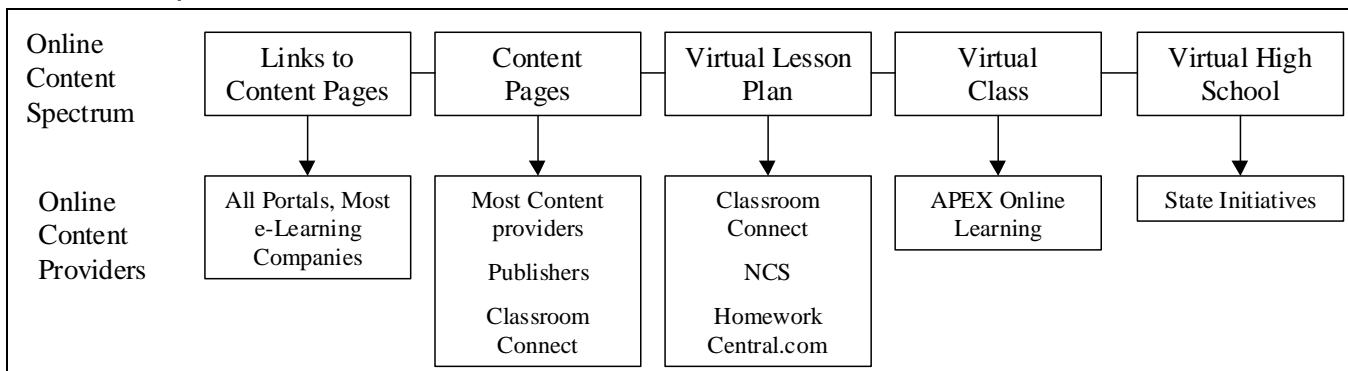 Online
Content
Spectrum
Links to
Content Pages
Content
Pages
Virtual Lesson
Plan
Virtual
Class
Virtual High
School
Online
Content
Providers
All Portals, Most
e-Learning
Companies
Most Content
providers
Publishers
Classroom
Connect
Classroom
Connect
NCS
Homework
Central.com
APEX Online
Learning
State Initiatives